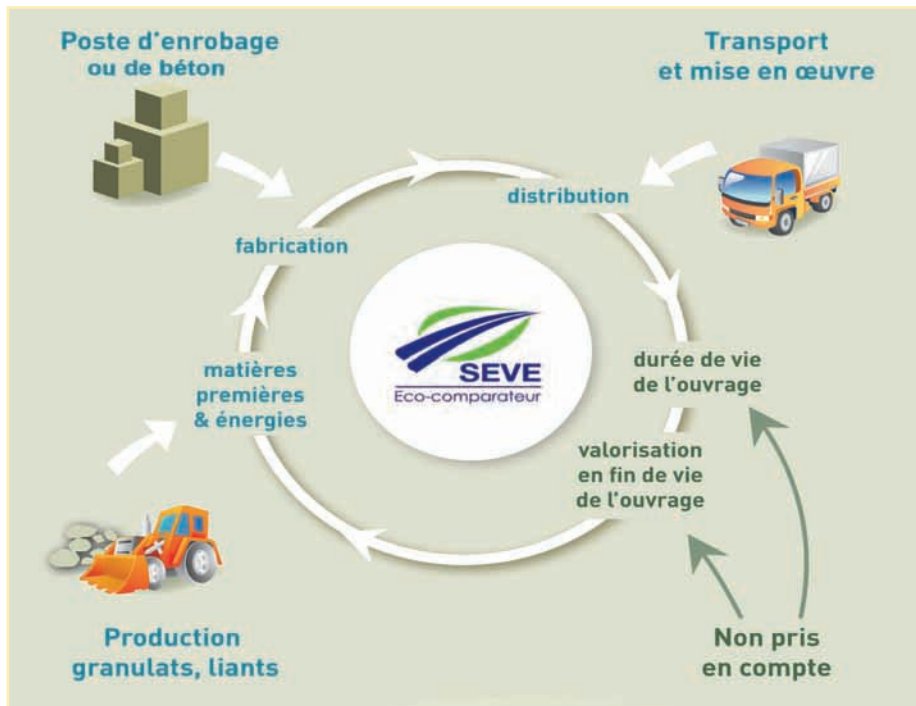 Poste d'enrobage
ou de béton
Transport
et mise en œuvre
distribution
fabrication
SEVE
Eco-comparateur
matières
premières
& énergies
durée de vie
de l'ouvrage
valorisation
en fin de vie
de l'ouvrage
Production
granulats, liants
Non pris
en compte